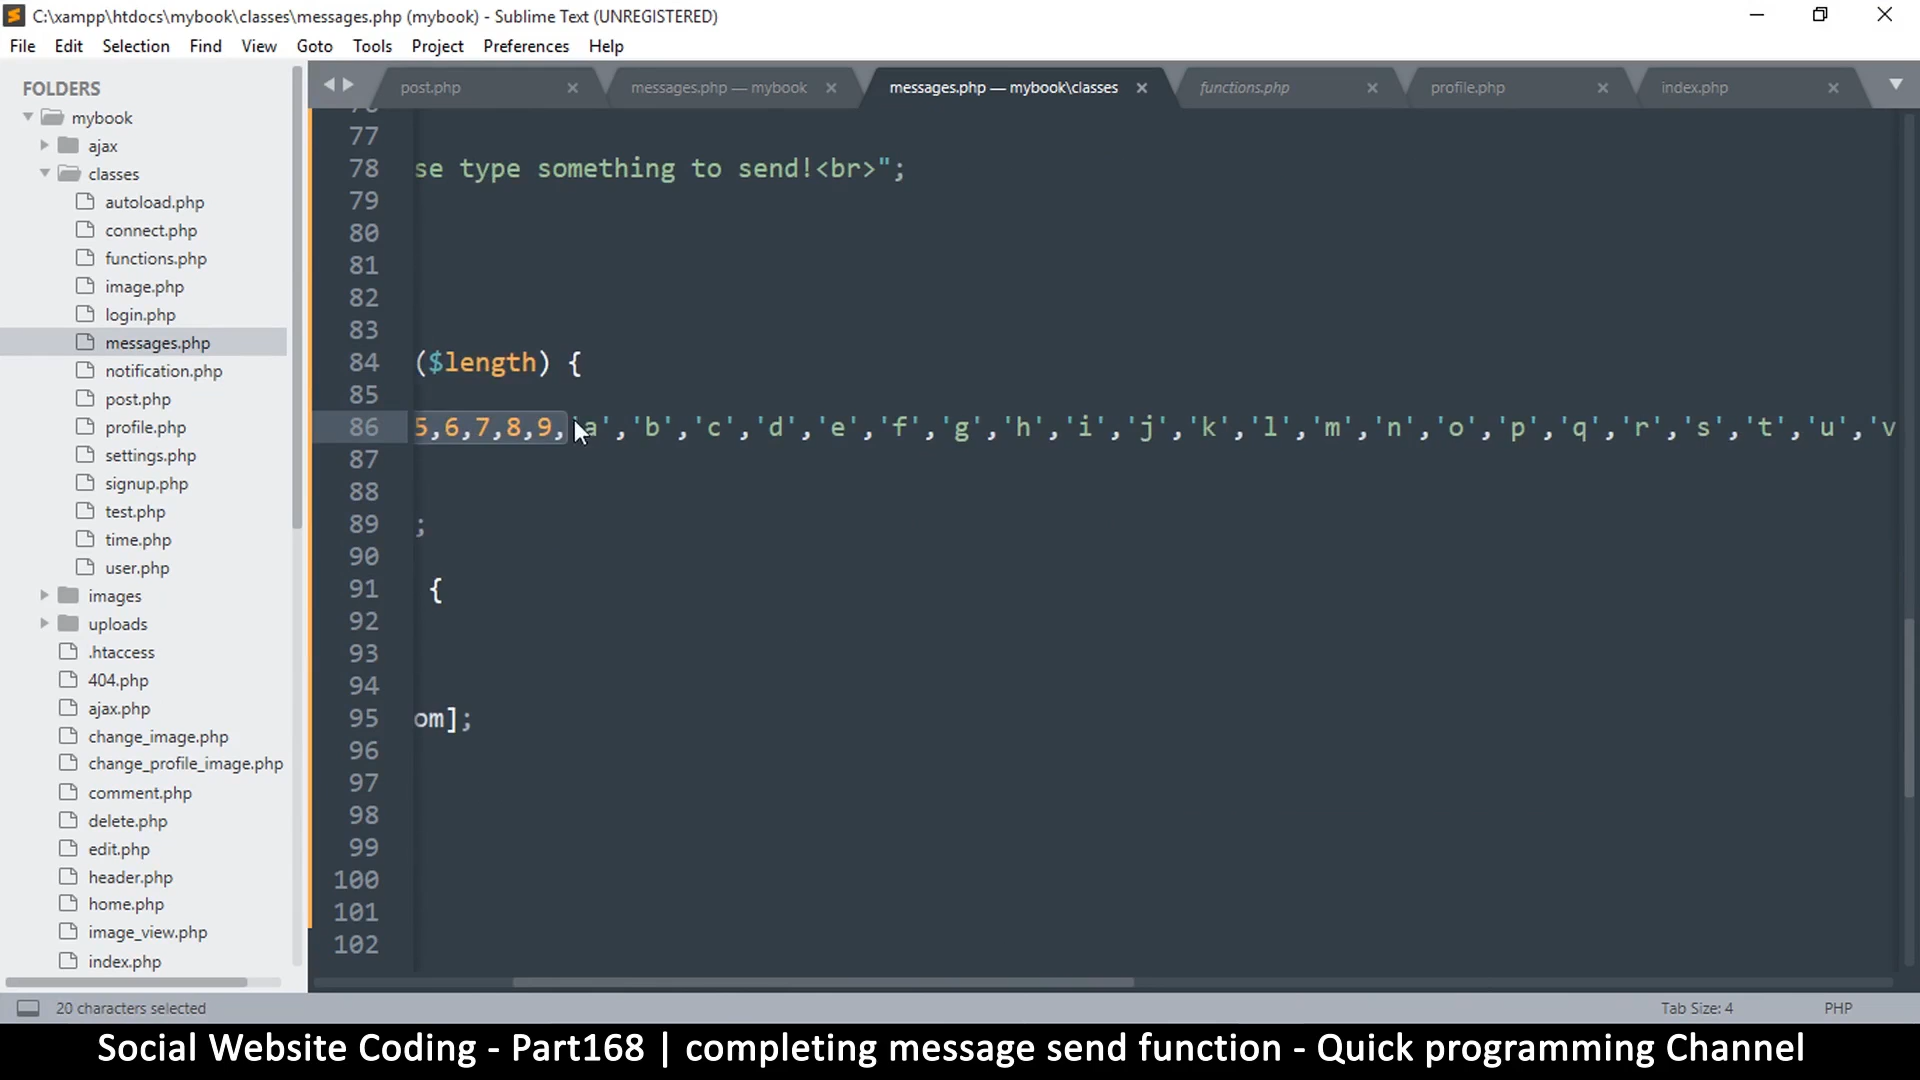 C:\xampp\htdocs\mybook\classes\messages.php (mybook) - Sublime Text (UNREGISTERED)
File Edit Selection Find View Goto Tools Project Preferences Help
FOLDERS
mybook
ajax
classes
autoload.php
connect.php
functions.php
image.php
login.php
messages.php
notification.php
post.php
profile.php
settings.php
signup.php
test.php
time.php
user.php
images
uploads
.htaccess
404.php
ajax.php
change_image.php
change_profile_image.php
comment.php
delete.php
edit.php
header.php
home.php
image_view.php
index.php
post.php messages.php — mybook messages.php — mybook\classes functions.php profile.php index.php
77
78 se type something to send!<br>";
79
80
81
82
83
84 ($length) {
85
86 5,6,7,8,9,'a','b','c','d','e','f','g','h','i','j','k','l','m','n','o','p','q','r','s','t','u','v
87
88
89 ;
90
91 {
92
93
94
95 om];
96
97
98
99
100
101
102
20 characters selected Tab Size: 4 PHP
Social Website Coding - Part168 | completing message send function - Quick programming Channel